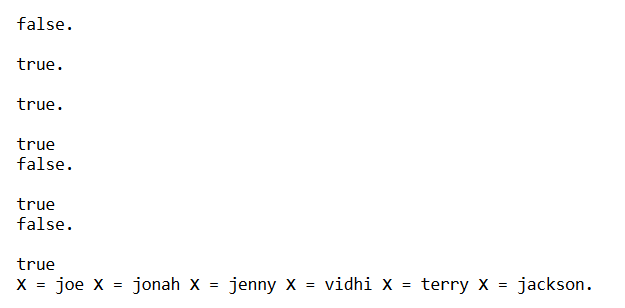 false.
true.
true.
true
false.
true
false.
true
X = joe X = jonah X = jenny X = vidhi X = terry X = jackson.